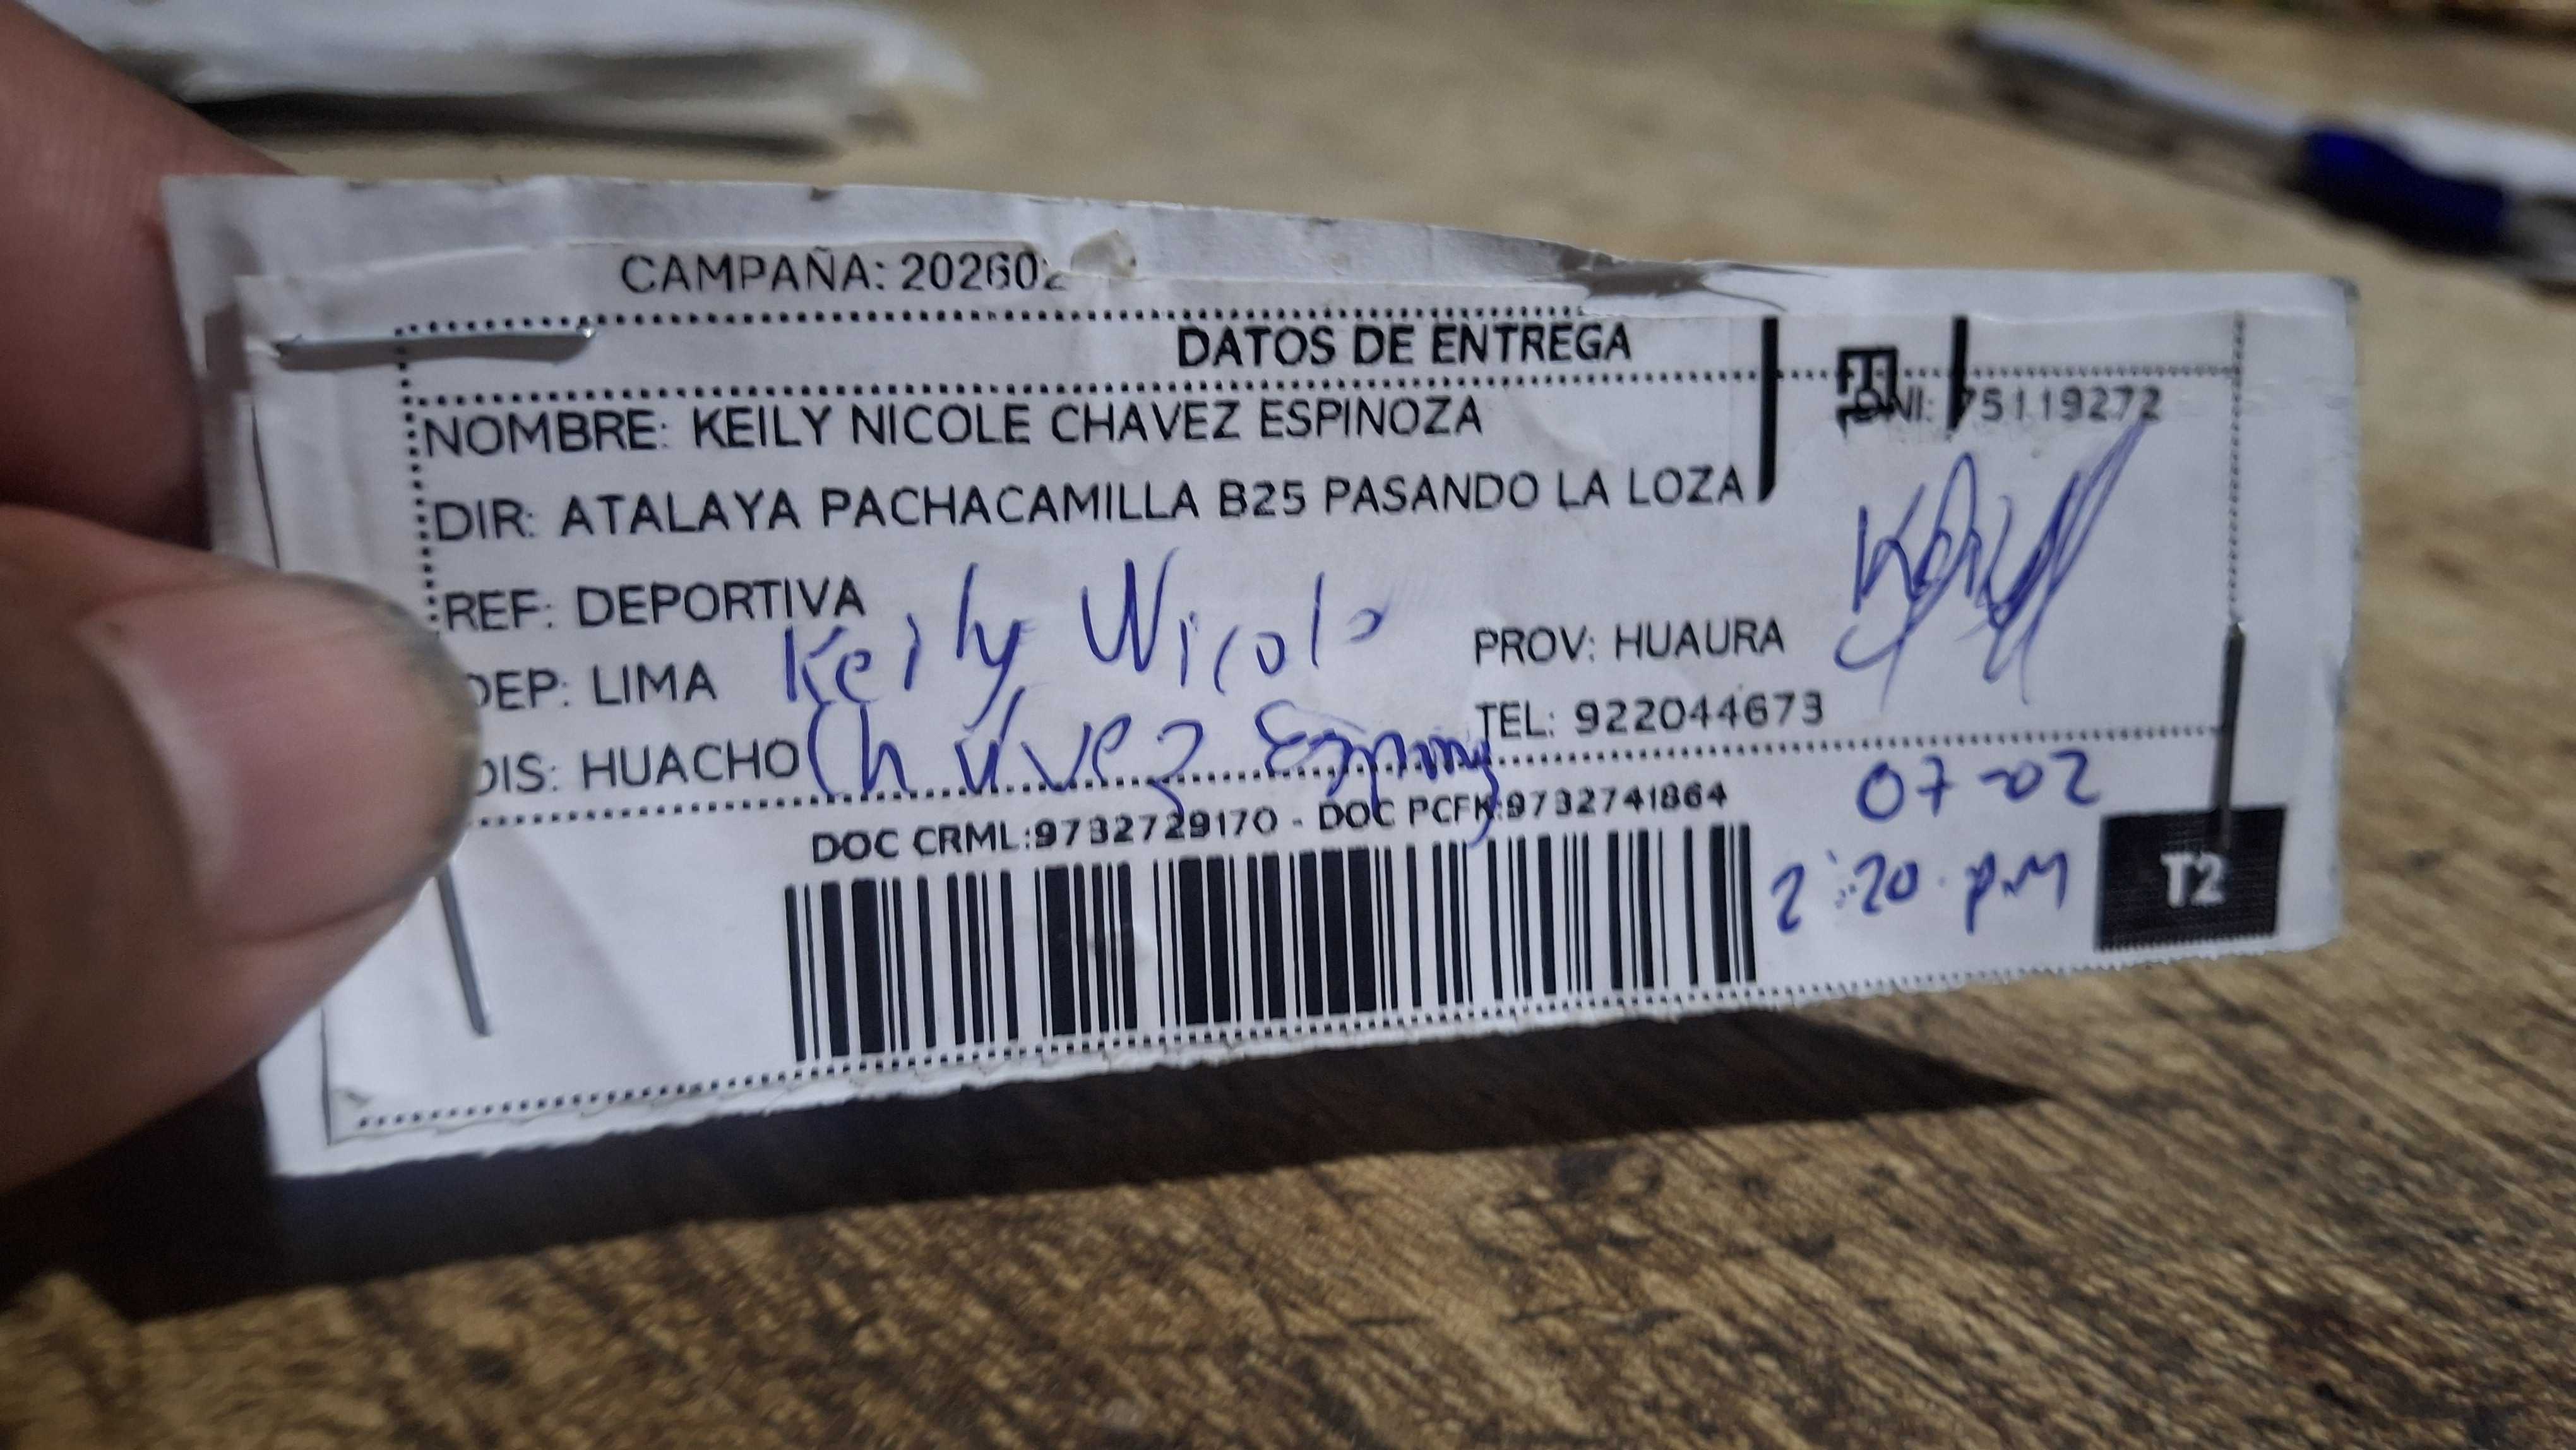 CAMPAÑA: 202602
DATOS DE ENTREGA
NOMBRE: KEILY NICOLE CHAVEZ ESPINOZA
DNI: 75119272
DIR: ATALAYA PACHACAMILLA B25 PASANDO LA LOZA
REF: DEPORTIVA
Keily Nicole
PROV: HUAURA
DEP: LIMA
TEL: 922044673
DIS: HUACHO
Chávez
07-02
DOC CRML:9732729170 - DOC PCFK:9732741864
2:20 pm
T2